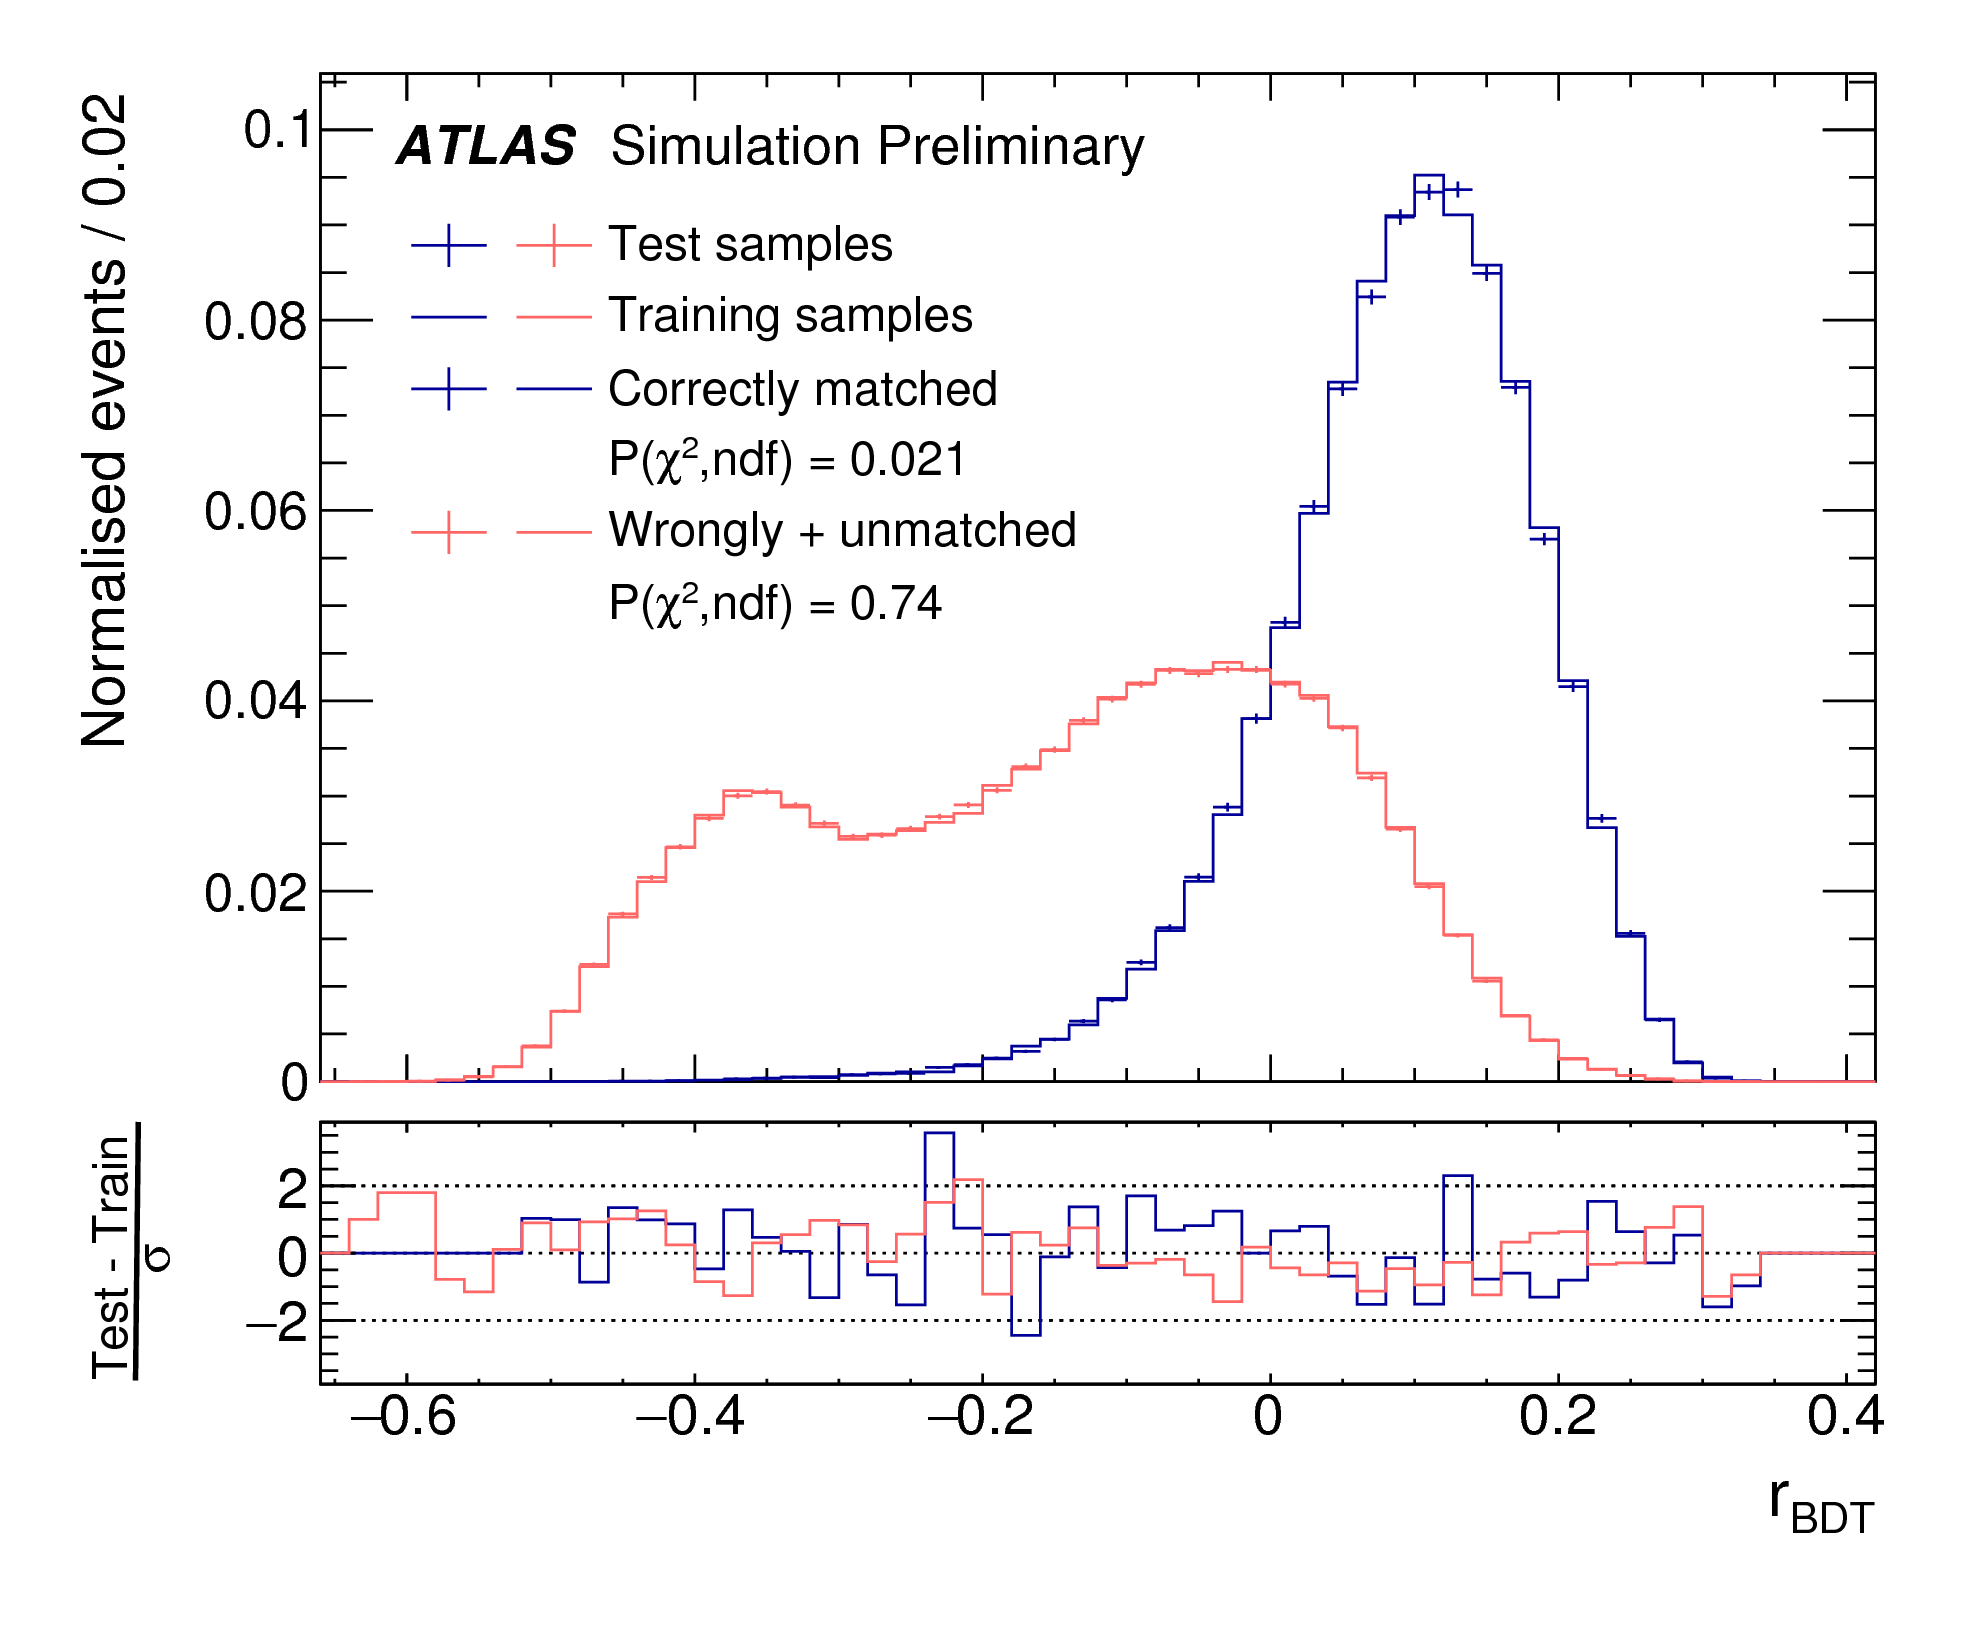 Normalised events / 0.02
0.1
0.08
0.06
0.04
0.02
0
ATLAS Simulation Preliminary
Test samples
Training samples
Correctly matched
P(χ²,ndf) = 0.021
Wrongly + unmatched
P(χ²,ndf) = 0.74
Test - Train
σ
2
0
−2
−0.6 −0.4 −0.2 0 0.2 0.4
rBDT